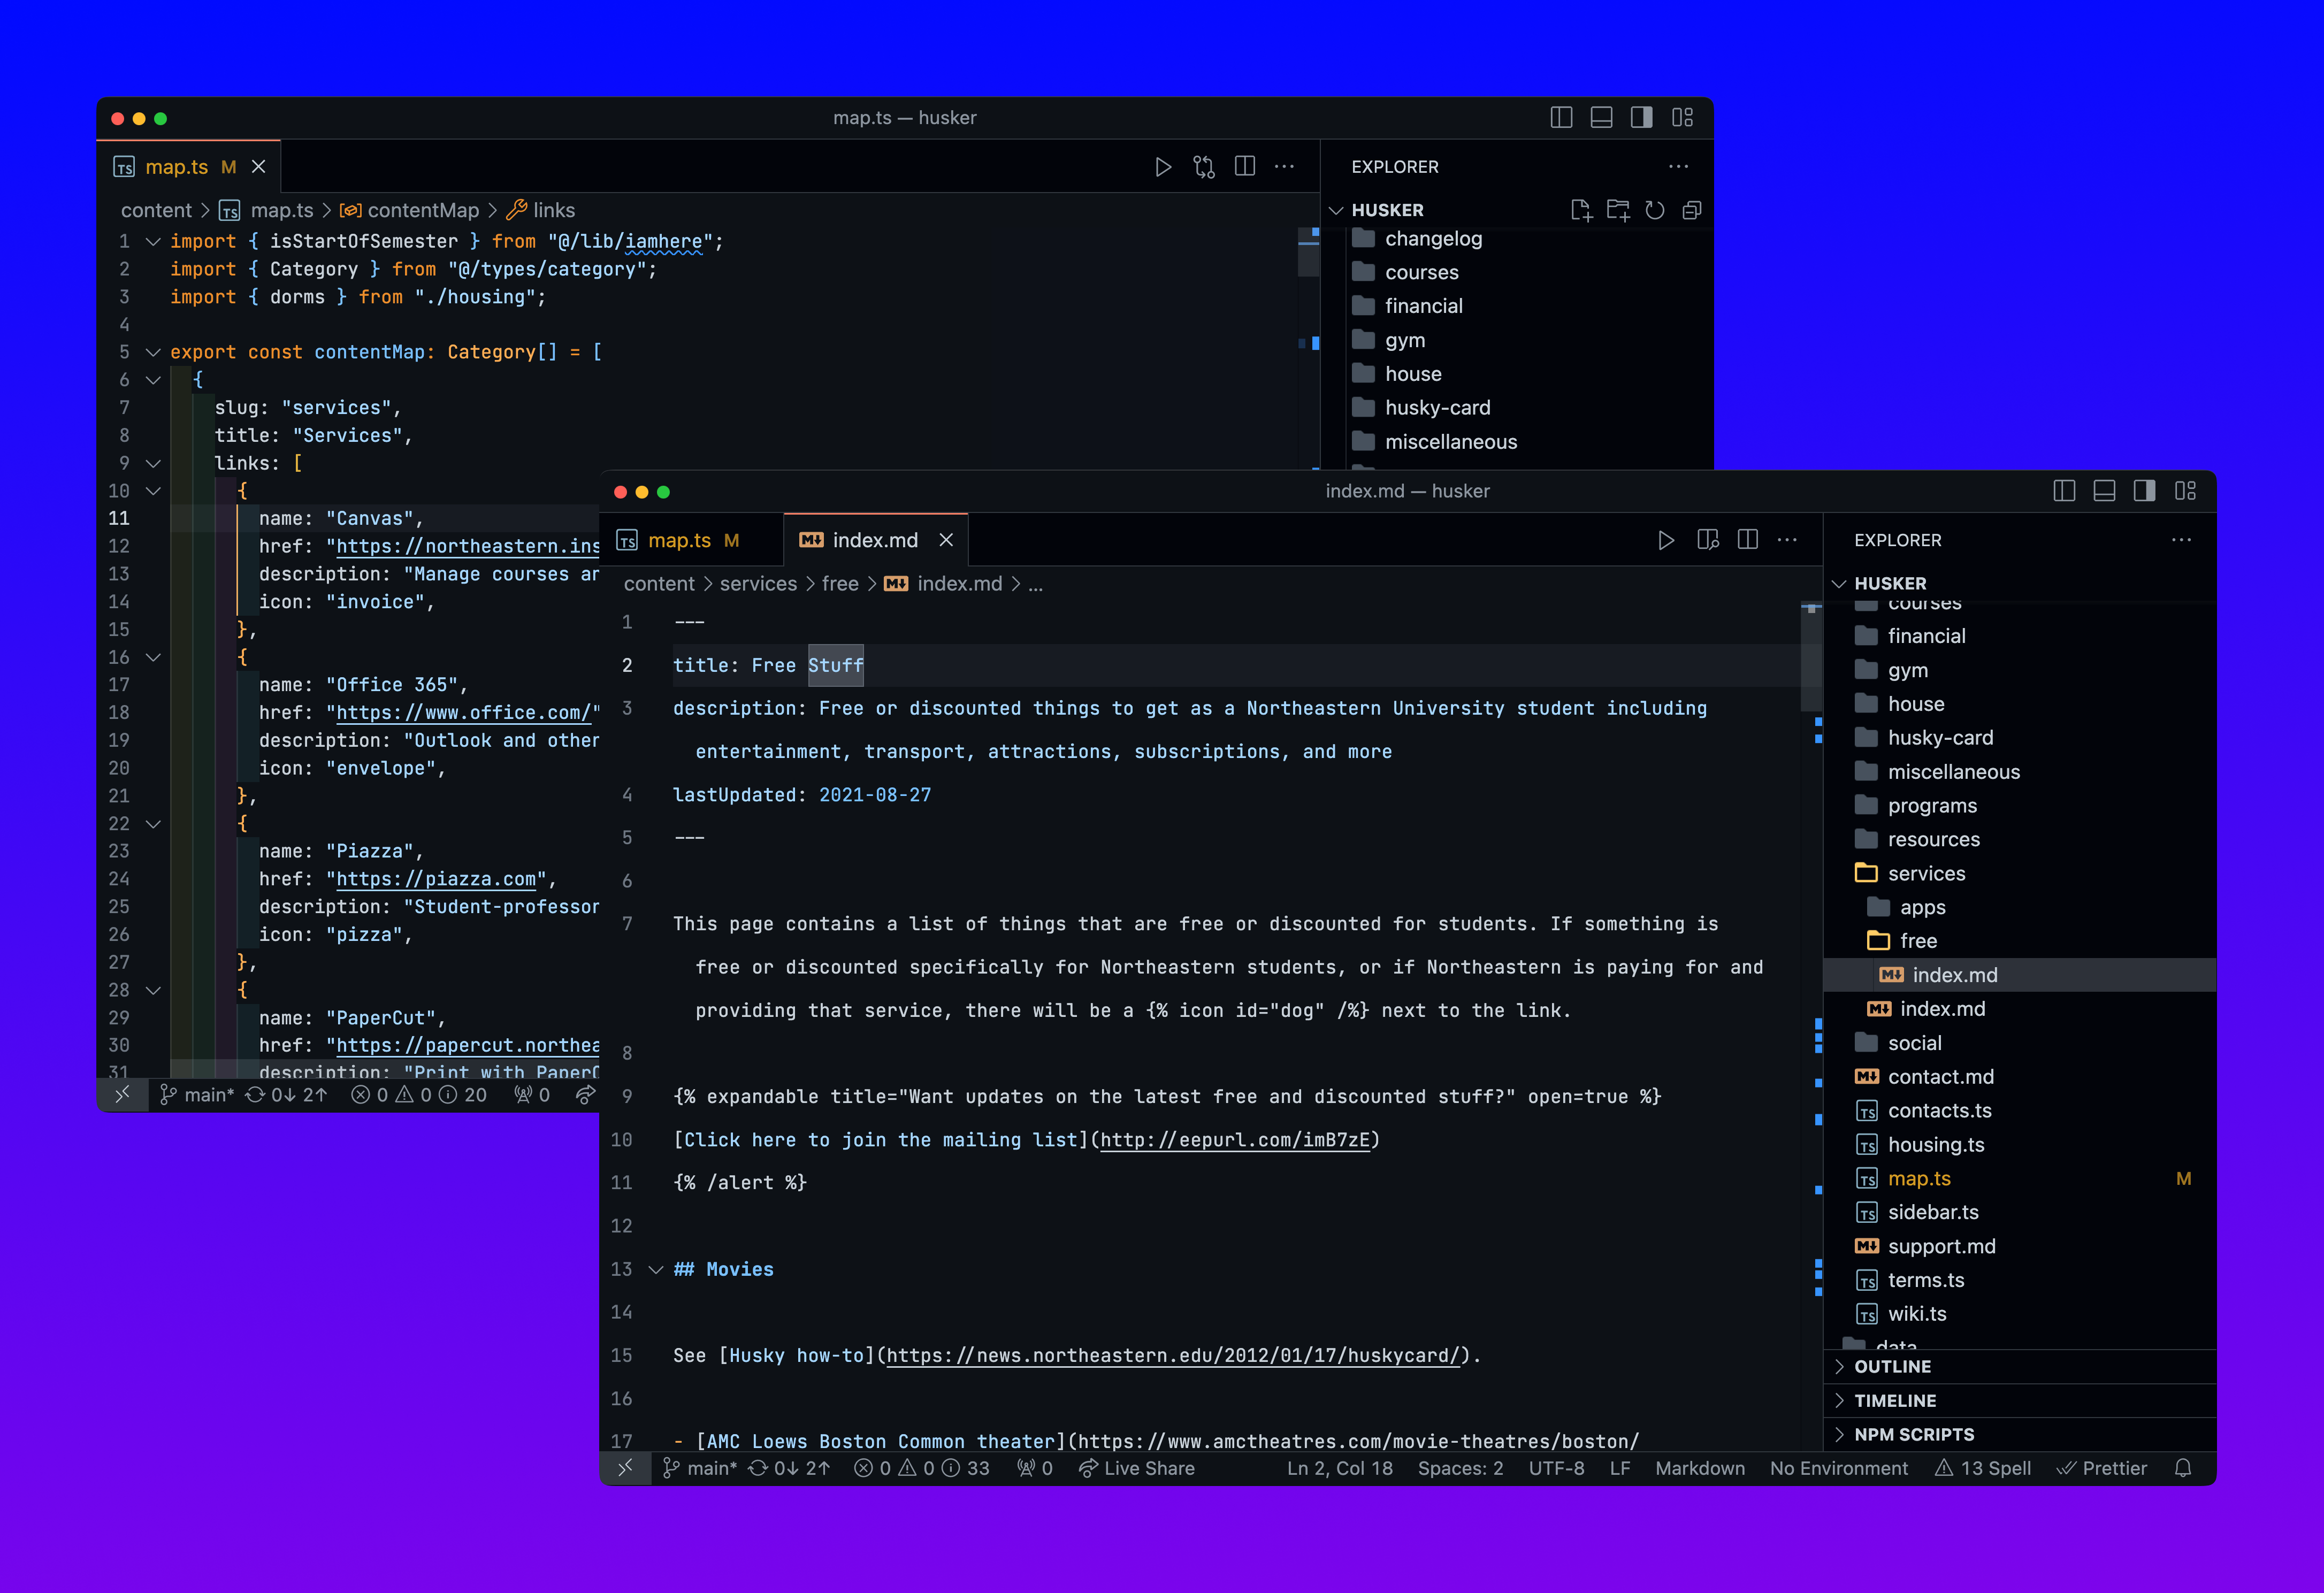 map.ts — husker
map.ts M
EXPLORER
content > map.ts > contentMap > links
HUSKER
1 import { isStartOfSemester } from "@/lib/iamhere";
2 import { Category } from "@/types/category";
3 import { dorms } from "./housing";
4
5 export const contentMap: Category[] = [
6 {
7 slug: "services",
8 title: "Services",
9 links: [
10 {
11 name: "Canvas",
12 href: "https://northeastern.ins
13 description: "Manage courses an
14 icon: "invoice",
15 },
16 {
17 name: "Office 365",
18 href: "https://www.office.com/"
19 description: "Outlook and other
20 icon: "envelope",
21 },
22 {
23 name: "Piazza",
24 href: "https://piazza.com",
25 description: "Student-professor
26 icon: "pizza",
27 },
28 {
29 name: "PaperCut",
30 href: "https://papercut.northea
31 description: "Print with PaperC
main* 0↓ 2↑ 0 0 20 0
changelog
courses
financial
gym
house
husky-card
miscellaneous
index.md — husker
map.ts M
index.md
EXPLORER
content > services > free > index.md > ...
HUSKER
1 ---
2 title: Free Stuff
3 description: Free or discounted things to get as a Northeastern University student including
entertainment, transport, attractions, subscriptions, and more
4 lastUpdated: 2021-08-27
5 ---
6
7 This page contains a list of things that are free or discounted for students. If something is
free or discounted specifically for Northeastern students, or if Northeastern is paying for and
providing that service, there will be a {% icon id="dog" /%} next to the link.
8
9 {% expandable title="Want updates on the latest free and discounted stuff?" open=true %}
10 [Click here to join the mailing list](http://eepurl.com/imB7zE)
11 {% /alert %}
12
13 ## Movies
14
15 See [Husky how-to](https://news.northeastern.edu/2012/01/17/huskycard/).
16
17 - [AMC Loews Boston Common theater](https://www.amctheatres.com/movie-theatres/boston/
courses
financial
gym
house
husky-card
miscellaneous
programs
resources
services
apps
free
index.md
index.md
social
contact.md
contacts.ts
housing.ts
map.ts M
sidebar.ts
support.md
terms.ts
wiki.ts
data
OUTLINE
TIMELINE
NPM SCRIPTS
main* 0↓ 2↑ 0 0 33 0 Live Share Ln 2, Col 18 Spaces: 2 UTF-8 LF Markdown No Environment 13 Spell Prettier